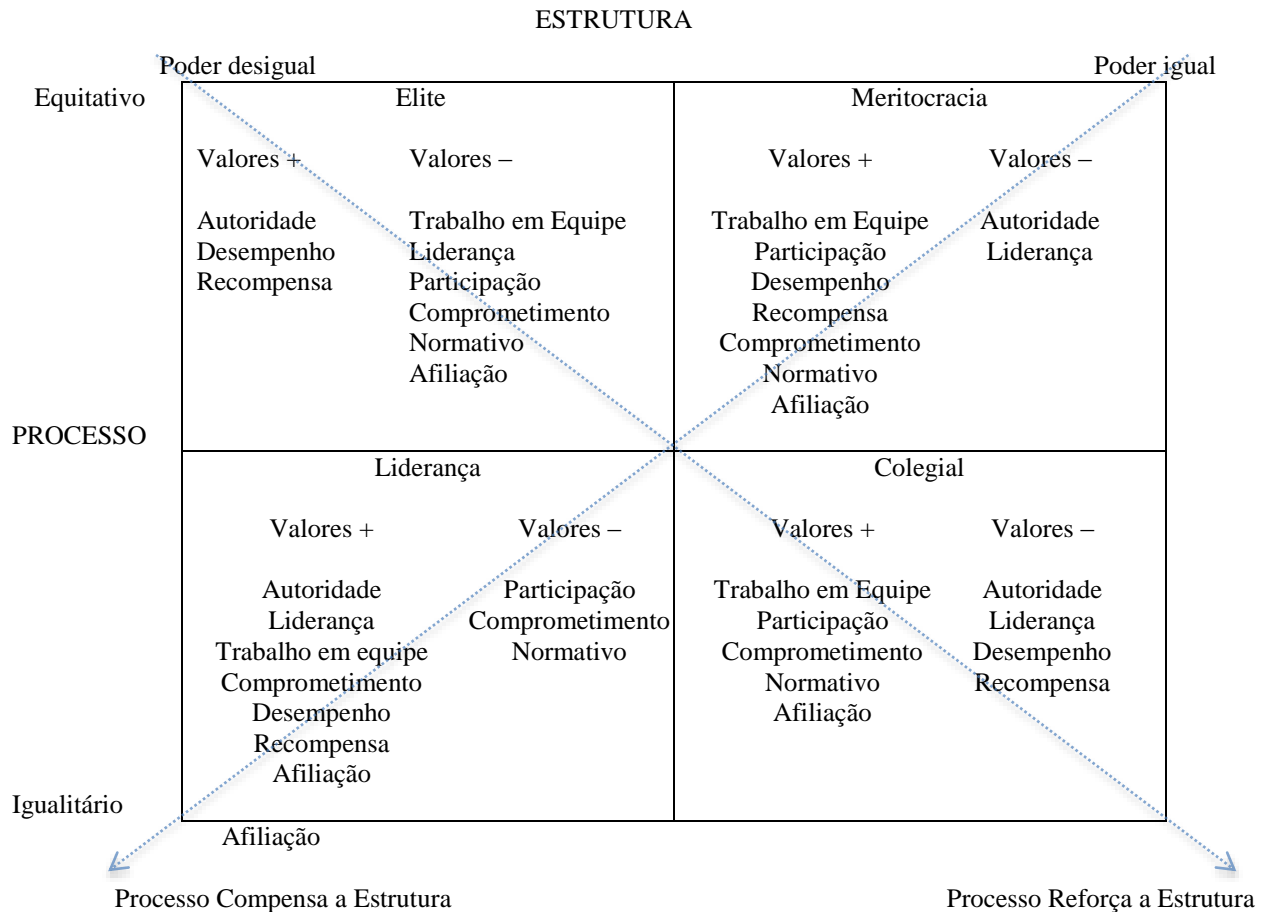 ESTRUTURA
Poder desigual Poder igual
Equitativo Elite Meritocracia
Valores + Valores – Valores + Valores –
Autoridade Trabalho em Equipe Trabalho em Equipe Autoridade
Desempenho Liderança Participação Liderança
Recompensa Participação Desempenho
Comprometimento Recompensa
Normativo Comprometimento
Afiliação Normativo
Afiliação
PROCESSO
Liderança Colegial
Valores + Valores – Valores + Valores –
Autoridade Participação Trabalho em Equipe Autoridade
Liderança Comprometimento Participação Liderança
Trabalho em equipe Normativo Comprometimento Desempenho
Comprometimento Normativo Recompensa
Desempenho Afiliação
Recompensa
Afiliação
Igualitário
Afiliação
Processo Compensa a Estrutura Processo Reforça a Estrutura